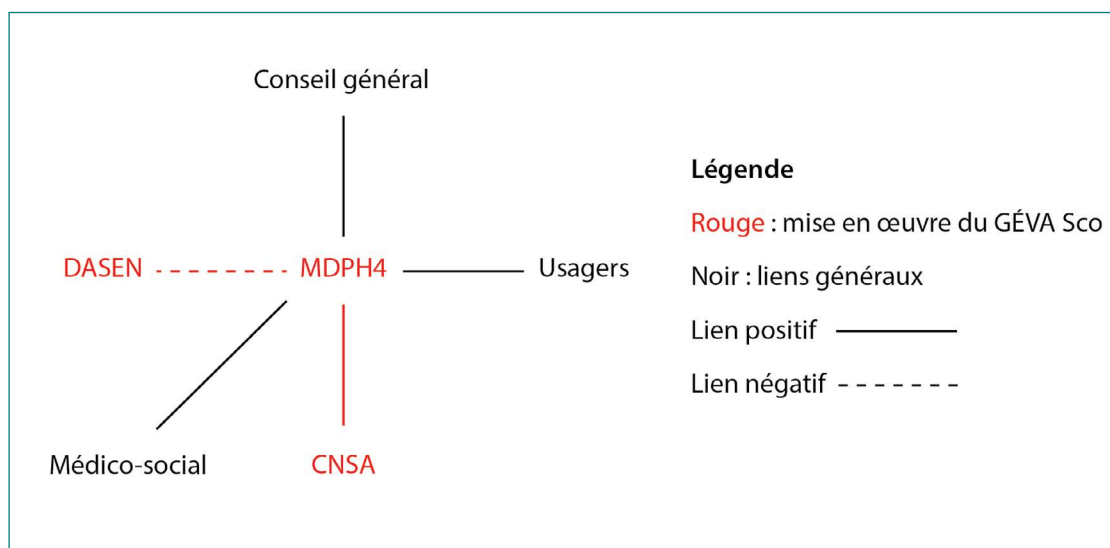 Conseil général
DASEN
MDPH4
Usagers
Médico-social
CNSA
Légende
Rouge : mise en œuvre du GÉVA Sco
Noir : liens généraux
Lien positif
Lien négatif